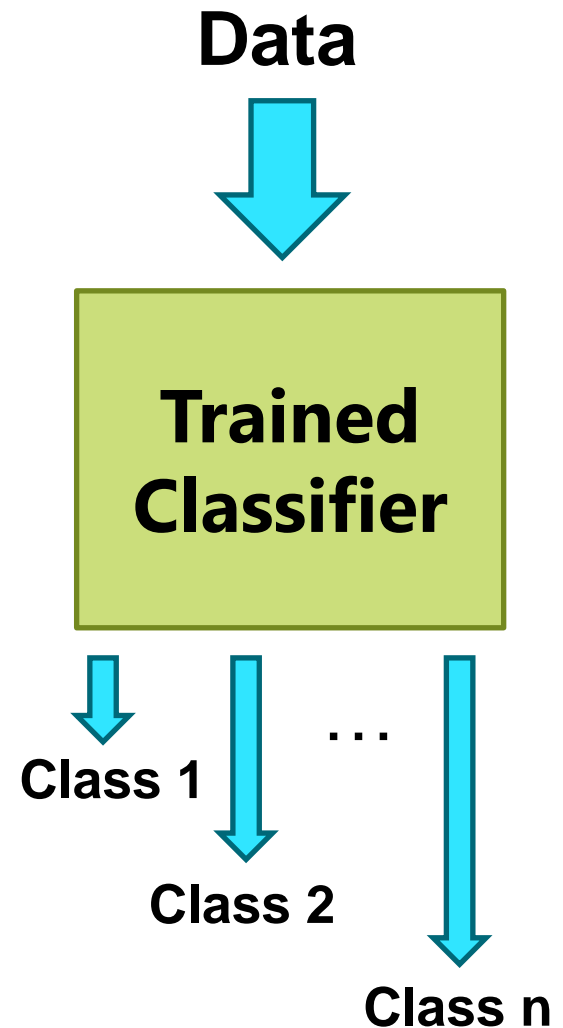 Data
Trained
Classifier
...
Class 1
Class 2
Class n